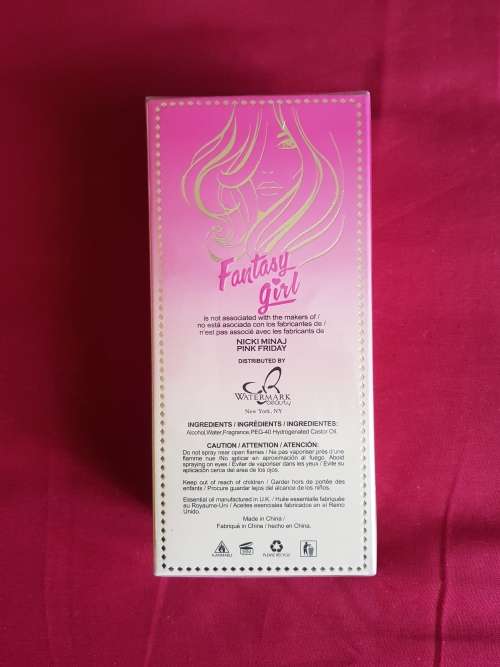 Fantasy
girl
is not associated with the makers of /
no está asociada con los fabricantes de /
n'est pas associé avec les fabricants de
NICKI MINAJ
PINK FRIDAY
DISTRIBUTED BY
WATERMARK
beauty
New York, NY
INGREDIENTS / INGRÉDIENTS / INGREDIENTES:
Alcohol,Water,Fragrance,PEG-40 Hydrogenated Castor Oil.
CAUTION / ATTENTION / ATENCIÓN:
Do not spray near open flames / Ne pas vaporiser près d'une
flamme nue /No aplicar en aproximación al fuego. Aboid
spraying on eyes / Éviter de vaporiser dans les yeux / Evite su
aplicación cerca del area de los ojos.
Keep out of reach of children / Garder hors de portée des
enfants / Procure guardar lejos del alcance de los niños.
Essential oil manufactured in U.K. / Huile essentielle fabriquée
au Royaume-Uni / Aceites esenciales fabricados en el Reino
Unido.
Made in China /
Fabriqué in Chine / hecho en China.
FLAMMABLE
PLEASE RECYCLE